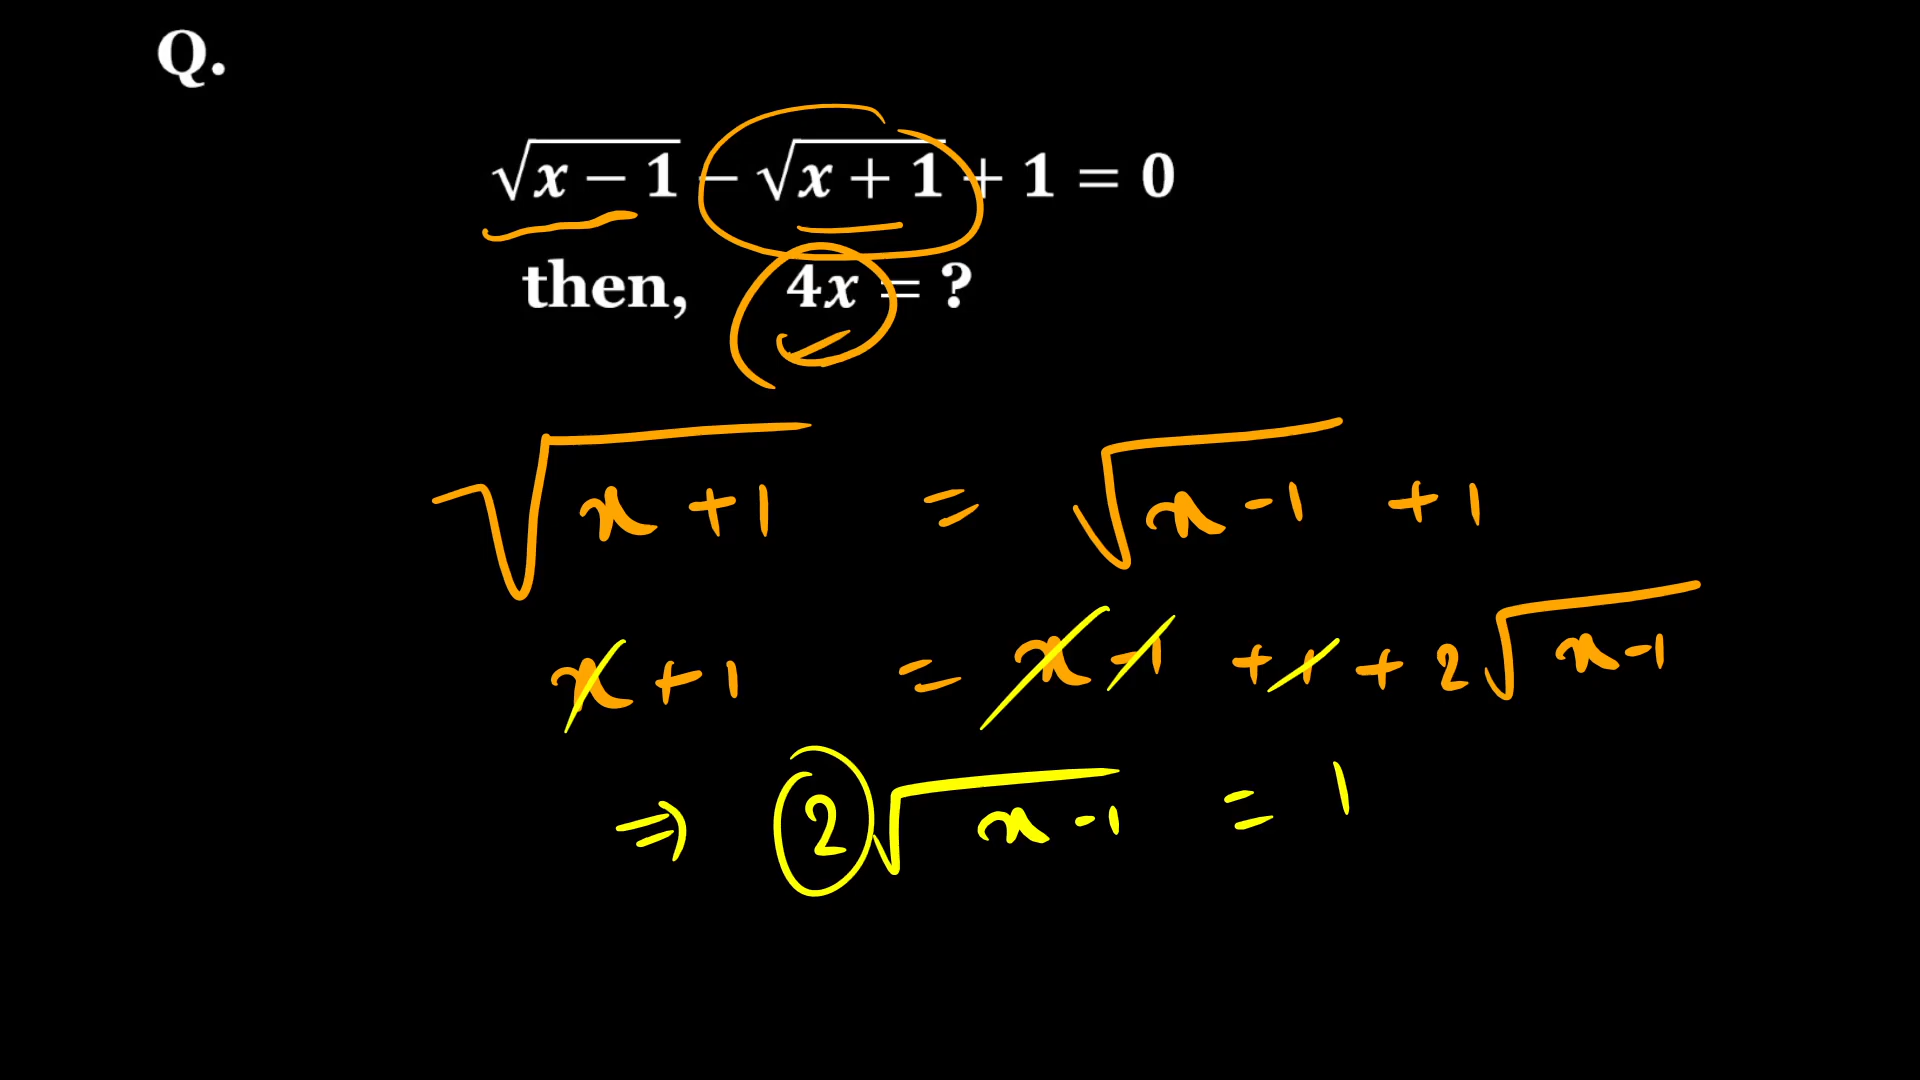 Q.
√x − 1 − √x + 1 + 1 = 0
then, 4x = ?
√x + 1 = √x - 1 + 1
x + 1 = x - 1 + 1 + 2√x - 1
⇒ 2√x - 1 = 1